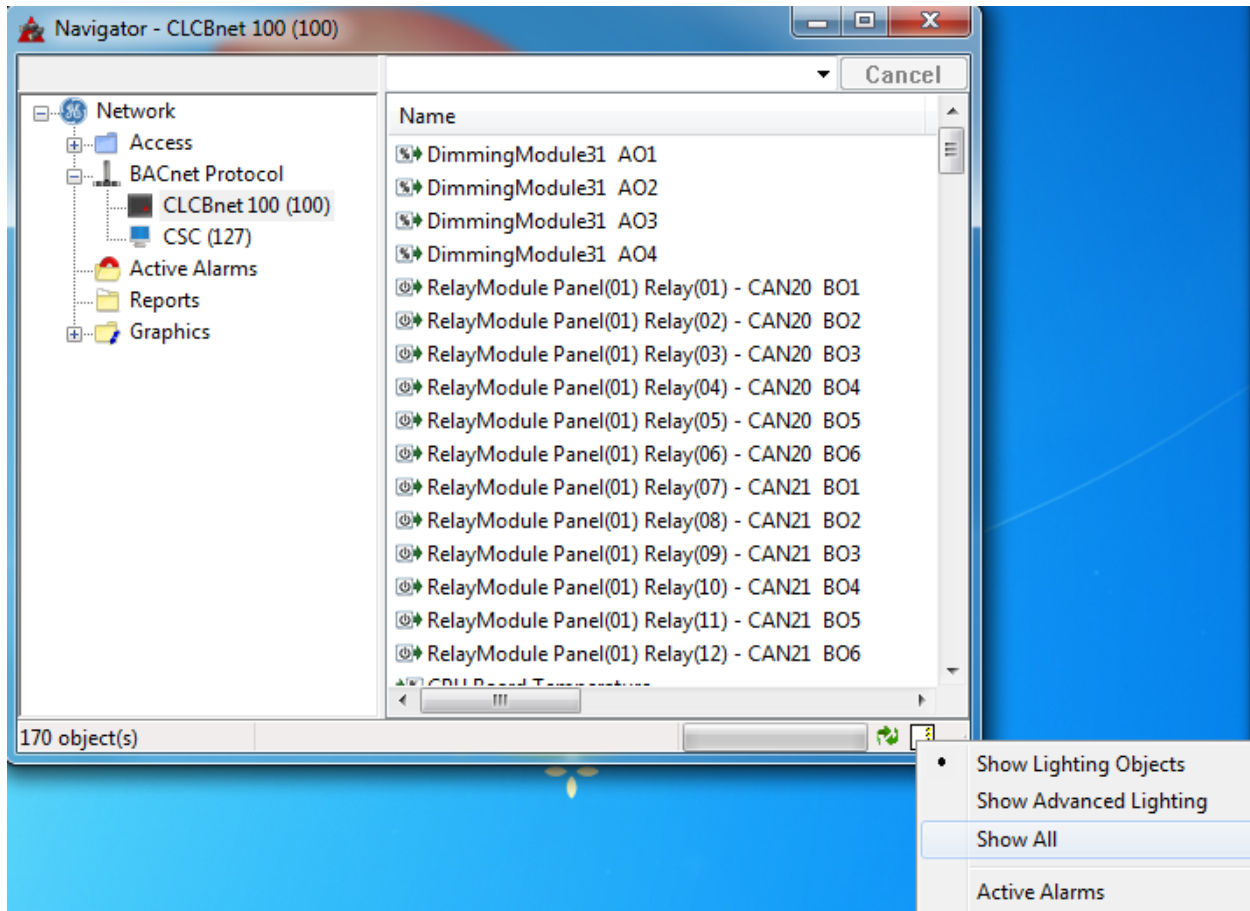 Navigator - CLCBnet 100 (100)
Cancel
Network
Access
BACnet Protocol
CLCBnet 100 (100)
CSC (127)
Active Alarms
Reports
Graphics
Name
DimmingModule31 AO1
DimmingModule31 AO2
DimmingModule31 AO3
DimmingModule31 AO4
RelayModule Panel(01) Relay(01) - CAN20 BO1
RelayModule Panel(01) Relay(02) - CAN20 BO2
RelayModule Panel(01) Relay(03) - CAN20 BO3
RelayModule Panel(01) Relay(04) - CAN20 BO4
RelayModule Panel(01) Relay(05) - CAN20 BO5
RelayModule Panel(01) Relay(06) - CAN20 BO6
RelayModule Panel(01) Relay(07) - CAN21 BO1
RelayModule Panel(01) Relay(08) - CAN21 BO2
RelayModule Panel(01) Relay(09) - CAN21 BO3
RelayModule Panel(01) Relay(10) - CAN21 BO4
RelayModule Panel(01) Relay(11) - CAN21 BO5
RelayModule Panel(01) Relay(12) - CAN21 BO6
CPU Board Temperature
170 object(s)
Show Lighting Objects
Show Advanced Lighting
Show All
Active Alarms